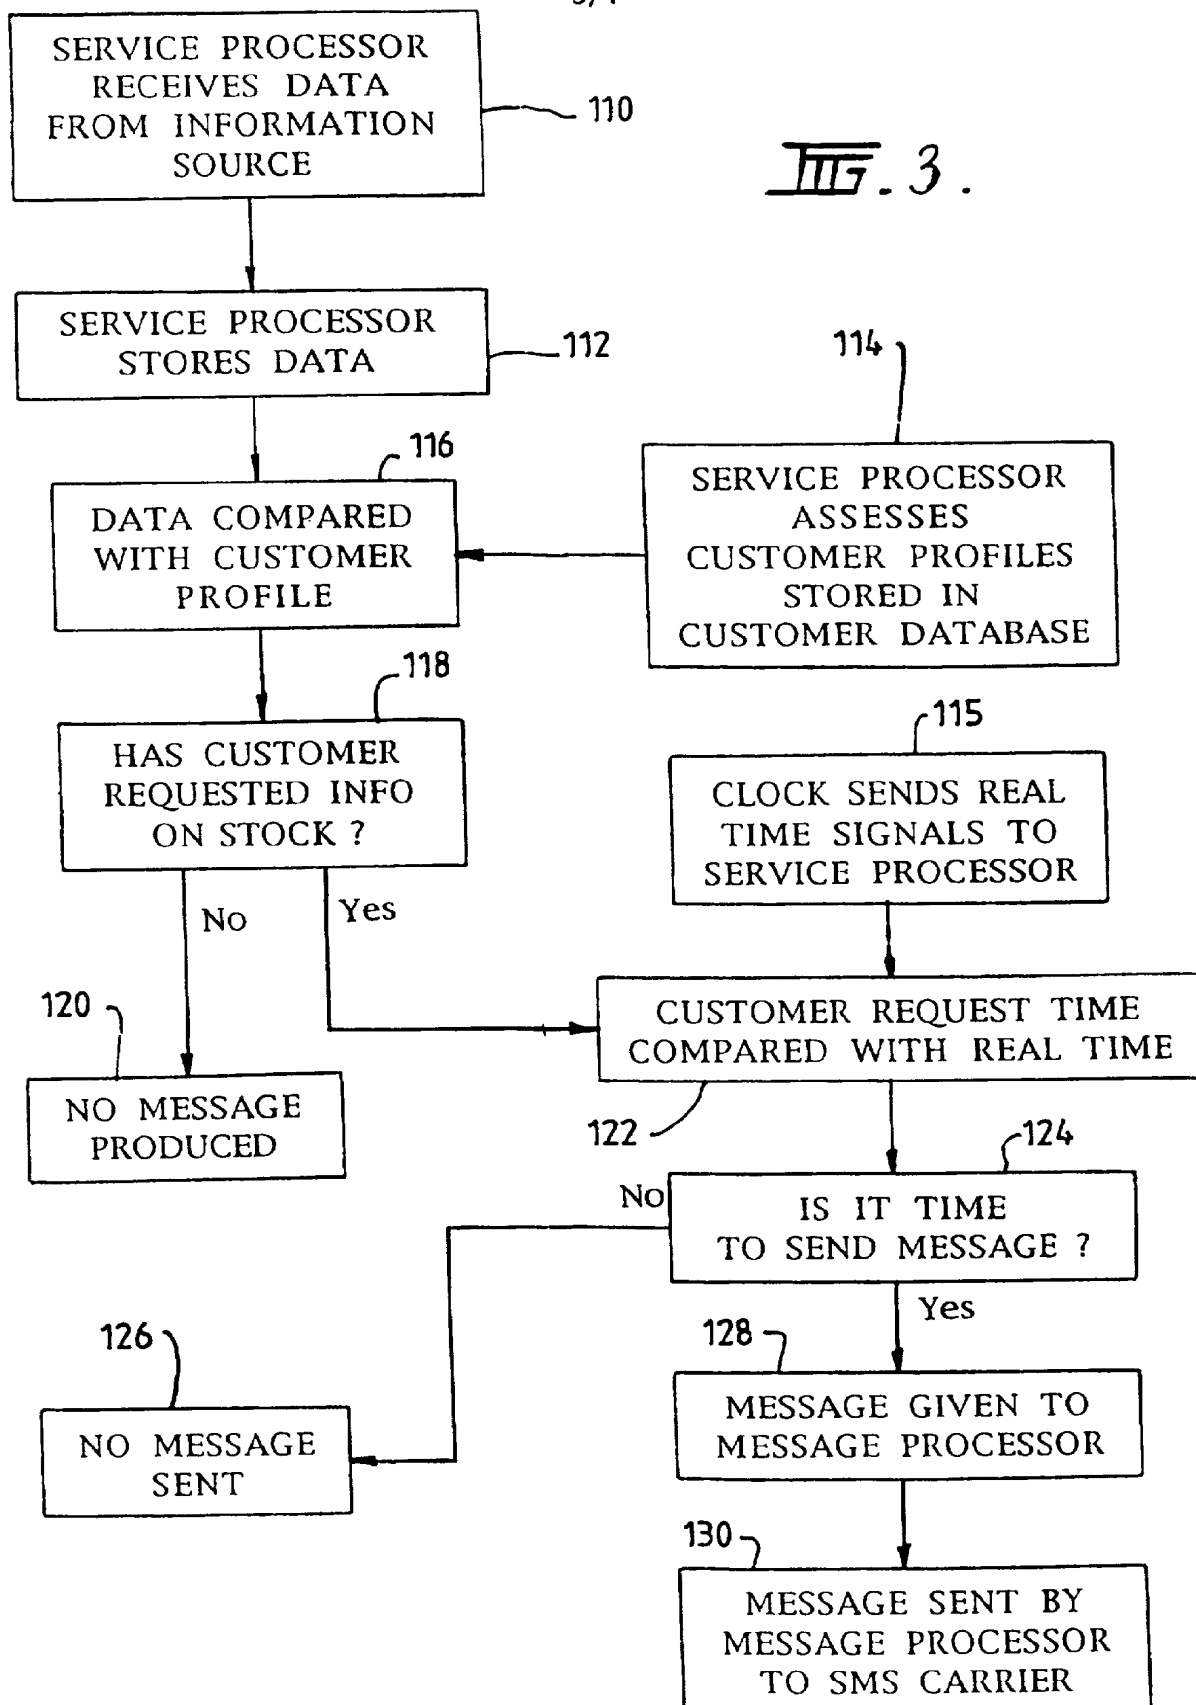 SERVICE PROCESSOR
RECEIVES DATA
FROM INFORMATION
SOURCE
110
FIG. 3.
SERVICE PROCESSOR
STORES DATA
112
114
116
DATA COMPARED
WITH CUSTOMER
PROFILE
SERVICE PROCESSOR
ASSESSES
CUSTOMER PROFILES
STORED IN
CUSTOMER DATABASE
118
HAS CUSTOMER
REQUESTED INFO
ON STOCK ?
115
CLOCK SENDS REAL
TIME SIGNALS TO
SERVICE PROCESSOR
No
Yes
120
NO MESSAGE
PRODUCED
CUSTOMER REQUEST TIME
COMPARED WITH REAL TIME
122
124
No
IS IT TIME
TO SEND MESSAGE ?
Yes
126
NO MESSAGE
SENT
128
MESSAGE GIVEN TO
MESSAGE PROCESSOR
130
MESSAGE SENT BY
MESSAGE PROCESSOR
TO SMS CARRIER